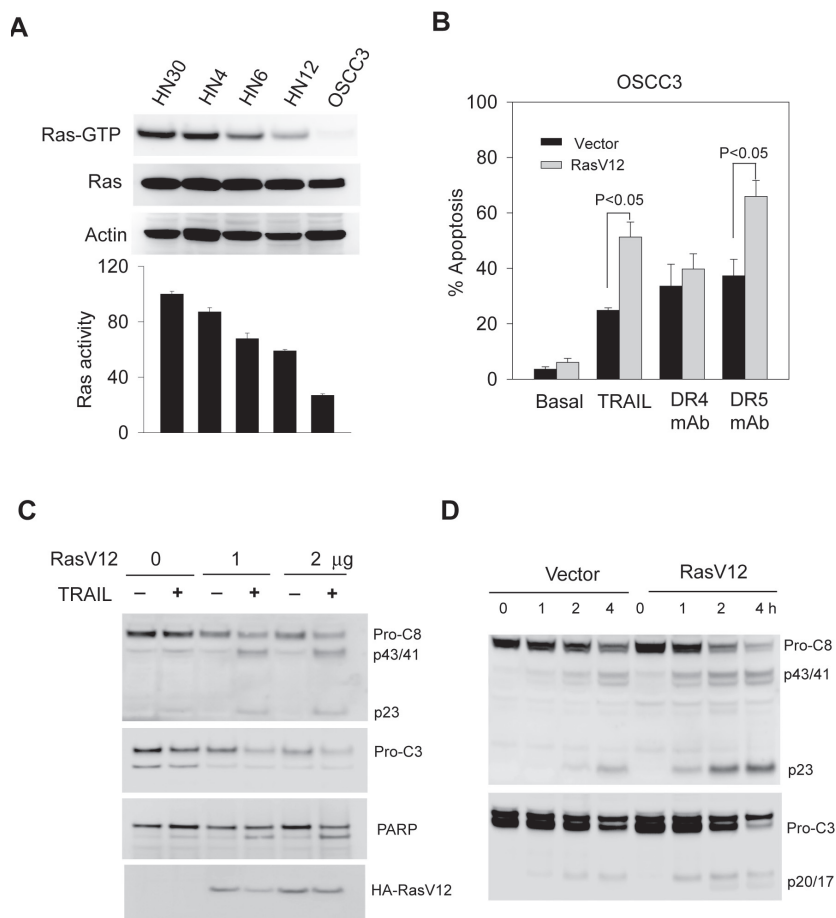 A
HN30 HN4 HN6 HN12 OSCC3
Ras-GTP
Ras
Actin
Ras activity
120
80
40
0
B
OSCC3
% Apoptosis
100
80
60
40
20
0
Vector
RasV12
P<0.05
P<0.05
Basal TRAIL DR4 mAb DR5 mAb
C
RasV12 0 1 2 µg
TRAIL – + – + – +
Pro-C8
p43/41
p23
Pro-C3
PARP
HA-RasV12
D
Vector RasV12
0 1 2 4 0 1 2 4 h
Pro-C8
p43/41
p23
Pro-C3
p20/17